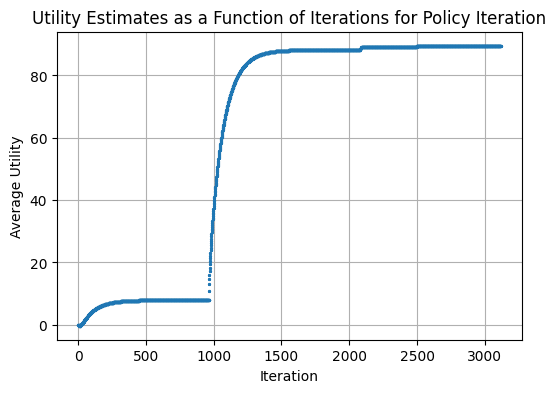 Utility Estimates as a Function of Iterations for Policy Iteration
80
60
40
20
0
Average Utility
0 500 1000 1500 2000 2500 3000
Iteration